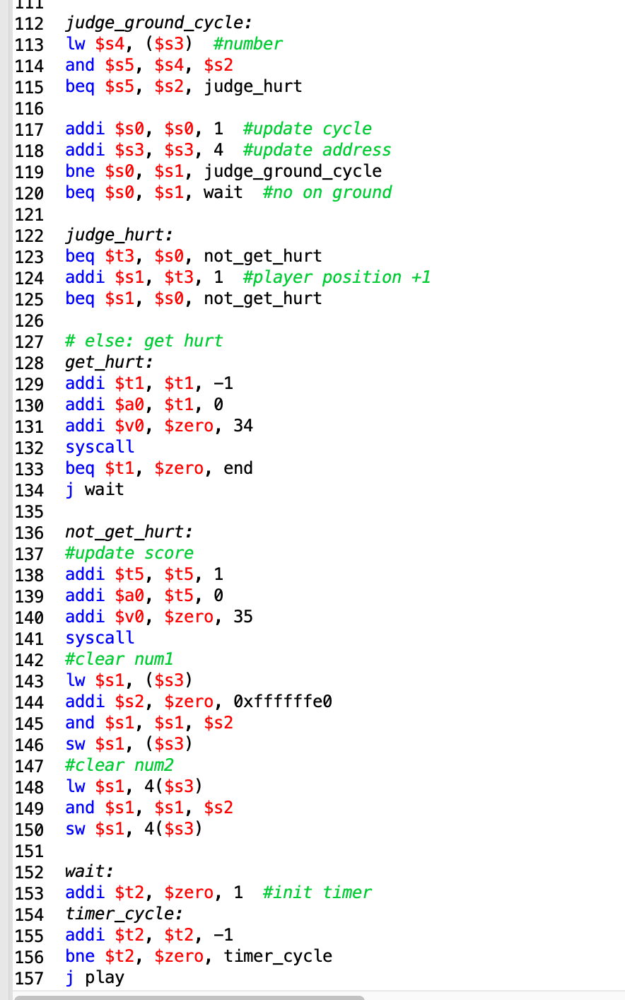 111
112 judge_ground_cycle:
113 lw $s4, ($s3) #number
114 and $s5, $s4, $s2
115 beq $s5, $s2, judge_hurt
116
117 addi $s0, $s0, 1 #update cycle
118 addi $s3, $s3, 4 #update address
119 bne $s0, $s1, judge_ground_cycle
120 beq $s0, $s1, wait #no on ground
121
122 judge_hurt:
123 beq $t3, $s0, not_get_hurt
124 addi $s1, $t3, 1 #player position +1
125 beq $s1, $s0, not_get_hurt
126
127 # else: get hurt
128 get_hurt:
129 addi $t1, $t1, -1
130 addi $a0, $t1, 0
131 addi $v0, $zero, 34
132 syscall
133 beq $t1, $zero, end
134 j wait
135
136 not_get_hurt:
137 #update score
138 addi $t5, $t5, 1
139 addi $a0, $t5, 0
140 addi $v0, $zero, 35
141 syscall
142 #clear num1
143 lw $s1, ($s3)
144 addi $s2, $zero, 0xffffffe0
145 and $s1, $s1, $s2
146 sw $s1, ($s3)
147 #clear num2
148 lw $s1, 4($s3)
149 and $s1, $s1, $s2
150 sw $s1, 4($s3)
151
152 wait:
153 addi $t2, $zero, 1 #init timer
154 timer_cycle:
155 addi $t2, $t2, -1
156 bne $t2, $zero, timer_cycle
157 j play